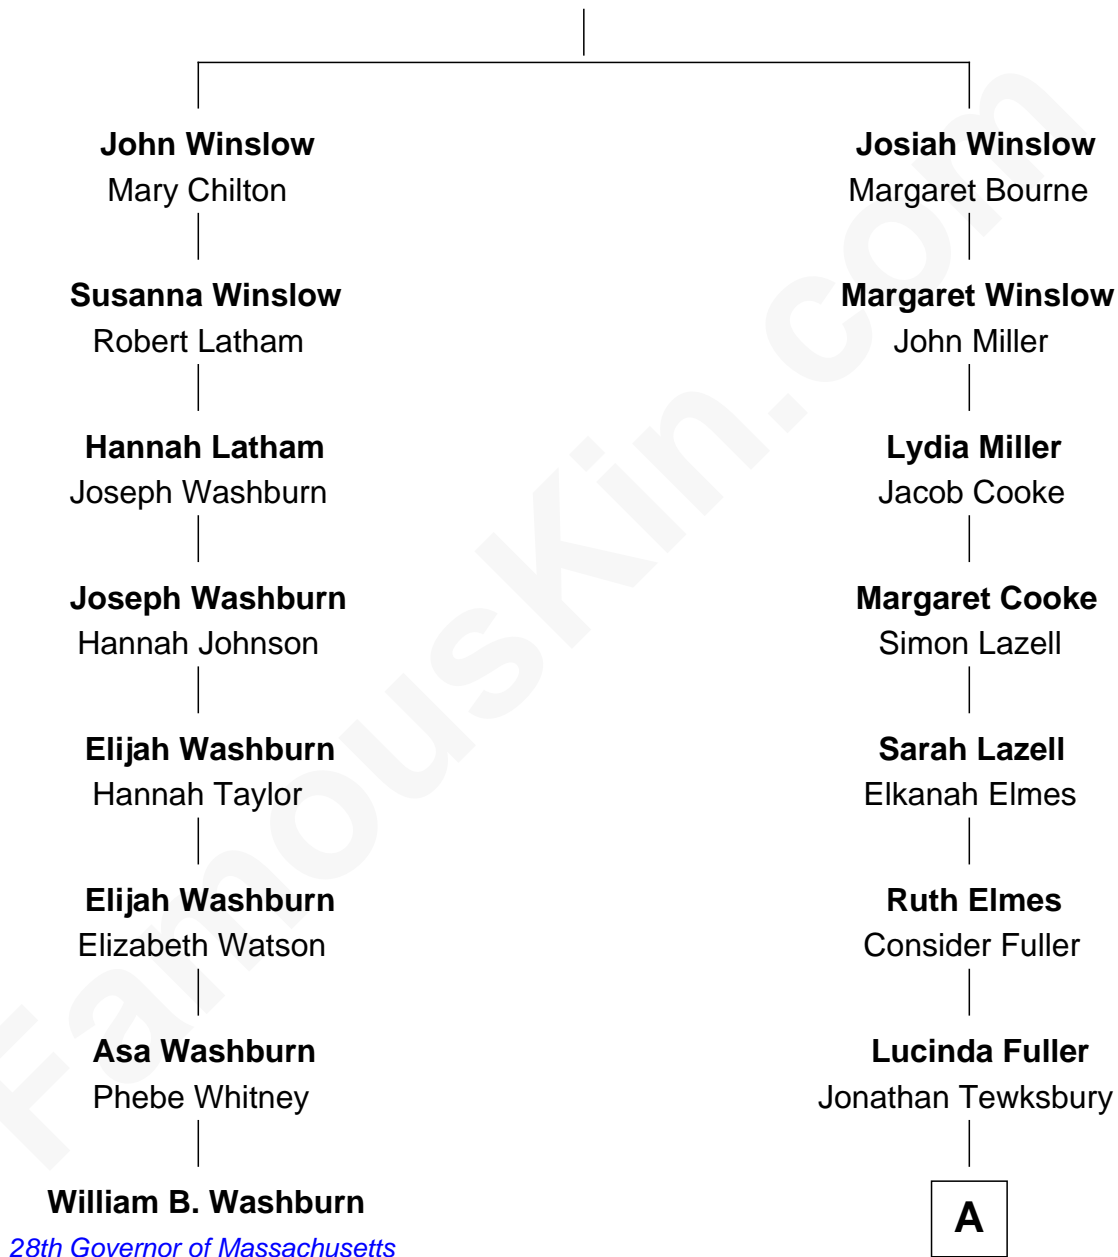 John Winslow
Mary Chilton
Susanna Winslow
Robert Latham
Hannah Latham
Joseph Washburn
Joseph Washburn
Hannah Johnson
Elijah Washburn
Hannah Taylor
Elijah Washburn
Elizabeth Watson
Asa Washburn
Phebe Whitney
William B. Washburn
28th Governor of Massachusetts
Josiah Winslow
Margaret Bourne
Margaret Winslow
John Miller
Lydia Miller
Jacob Cooke
Margaret Cooke
Simon Lazell
Sarah Lazell
Elkanah Elmes
Ruth Elmes
Consider Fuller
Lucinda Fuller
Jonathan Tewksbury
A
FamousKin.com